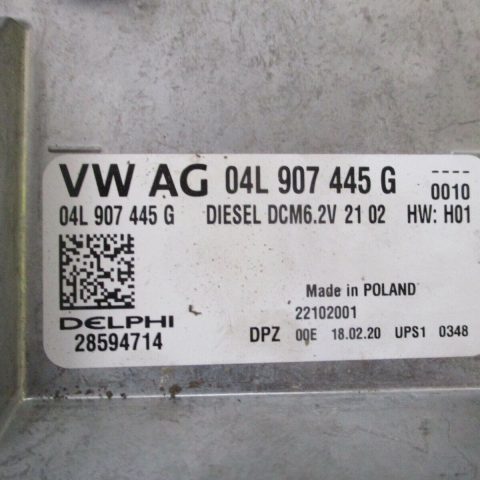 VW AG 04L 907 445 G 0010
04L 907 445 G DIESEL DCM6.2V 21 02 HW: H01
Made in POLAND
22102001
DELPHI
28594714
DPZ 00E 18.02.20 UPS1 0348